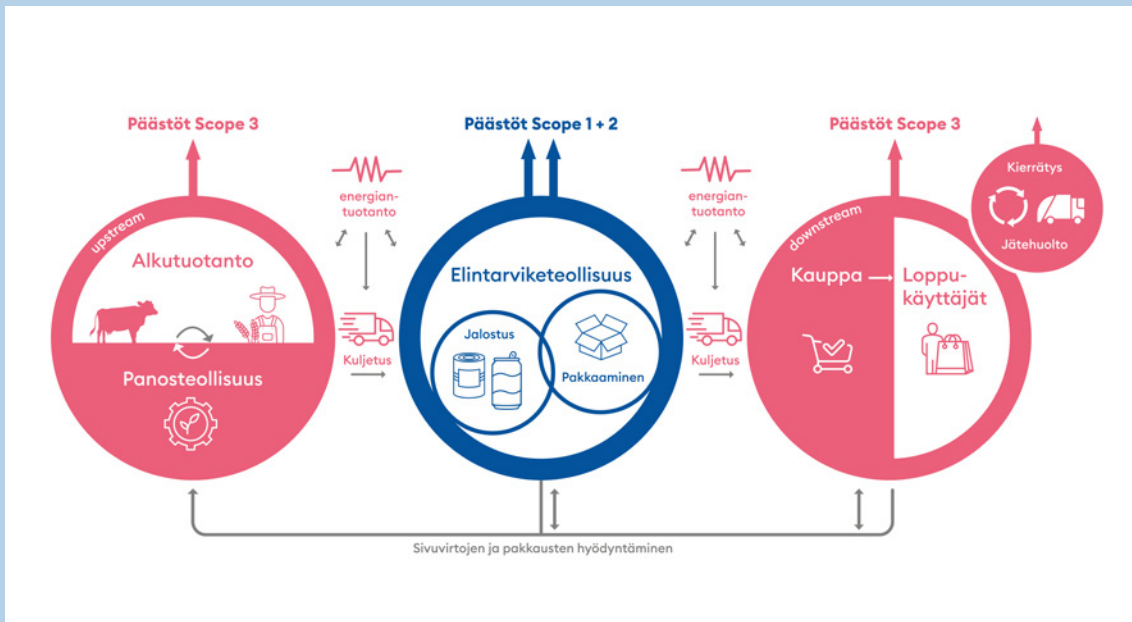 Päästöt Scope 3
upstream
Alkutuotanto
Panosteollisuus
energian-
tuotanto
Kuljetus
Päästöt Scope 1 + 2
Elintarviketeollisuus
Jalostus
Pakkaaminen
energian-
tuotanto
Kuljetus
Päästöt Scope 3
downstream
Kauppa
Loppu-
käyttäjät
Kierrätys
Jätehuolto
Sivuvirtojen ja pakkausten hyödyntäminen